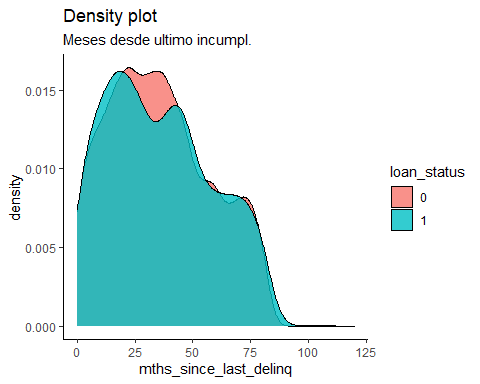 Density plot
Meses desde ultimo incumpl.
density
0.015
0.010
0.005
0.000
0
25
50
75
100
125
mths_since_last_delinq
loan_status
0
1